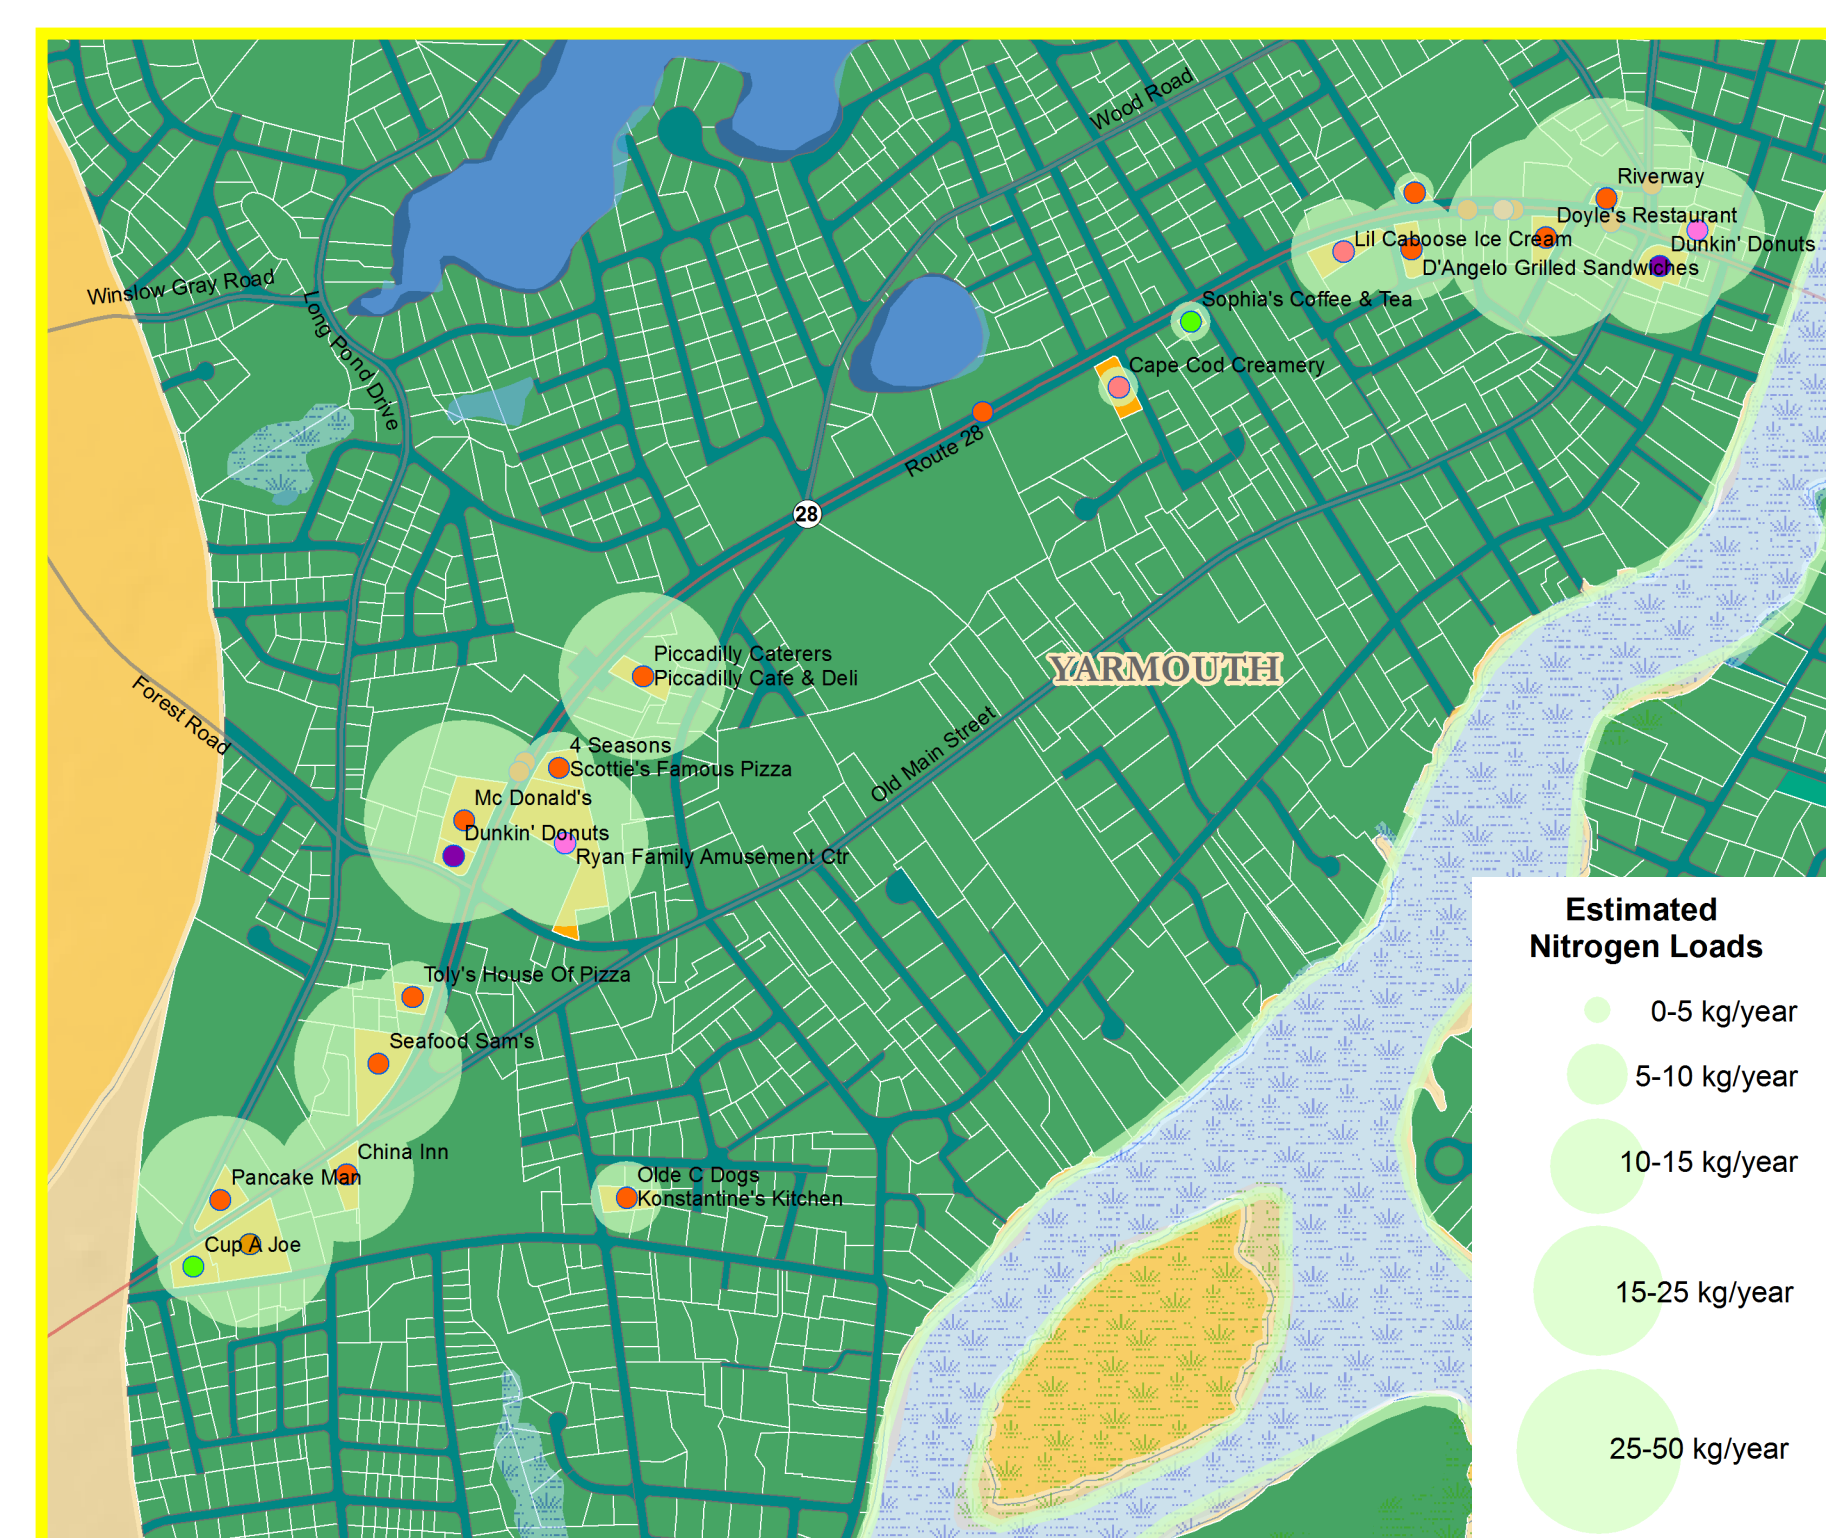 Wood Road
Riverway
Doyle's Restaurant
Lil Caboose Ice Cream
Dunkin' Donuts
D'Angelo Grilled Sandwiches
Winslow Gray Road
Long Pond Drive
Sophia's Coffee & Tea
Cape Cod Creamery
Route 28
28
Piccadilly Caterers
Piccadilly Cafe & Deli
YARMOUTH
Forest Road
4 Seasons
Scottie's Famous Pizza
Old Main Street
Mc Donald's
Dunkin' Donuts
Ryan Family Amusement Ctr
Toly's House Of Pizza
Seafood Sam's
China Inn
Pancake Man
Olde C Dogs
Konstantine's Kitchen
Cup A Joe
Estimated
Nitrogen Loads
0-5 kg/year
5-10 kg/year
10-15 kg/year
15-25 kg/year
25-50 kg/year